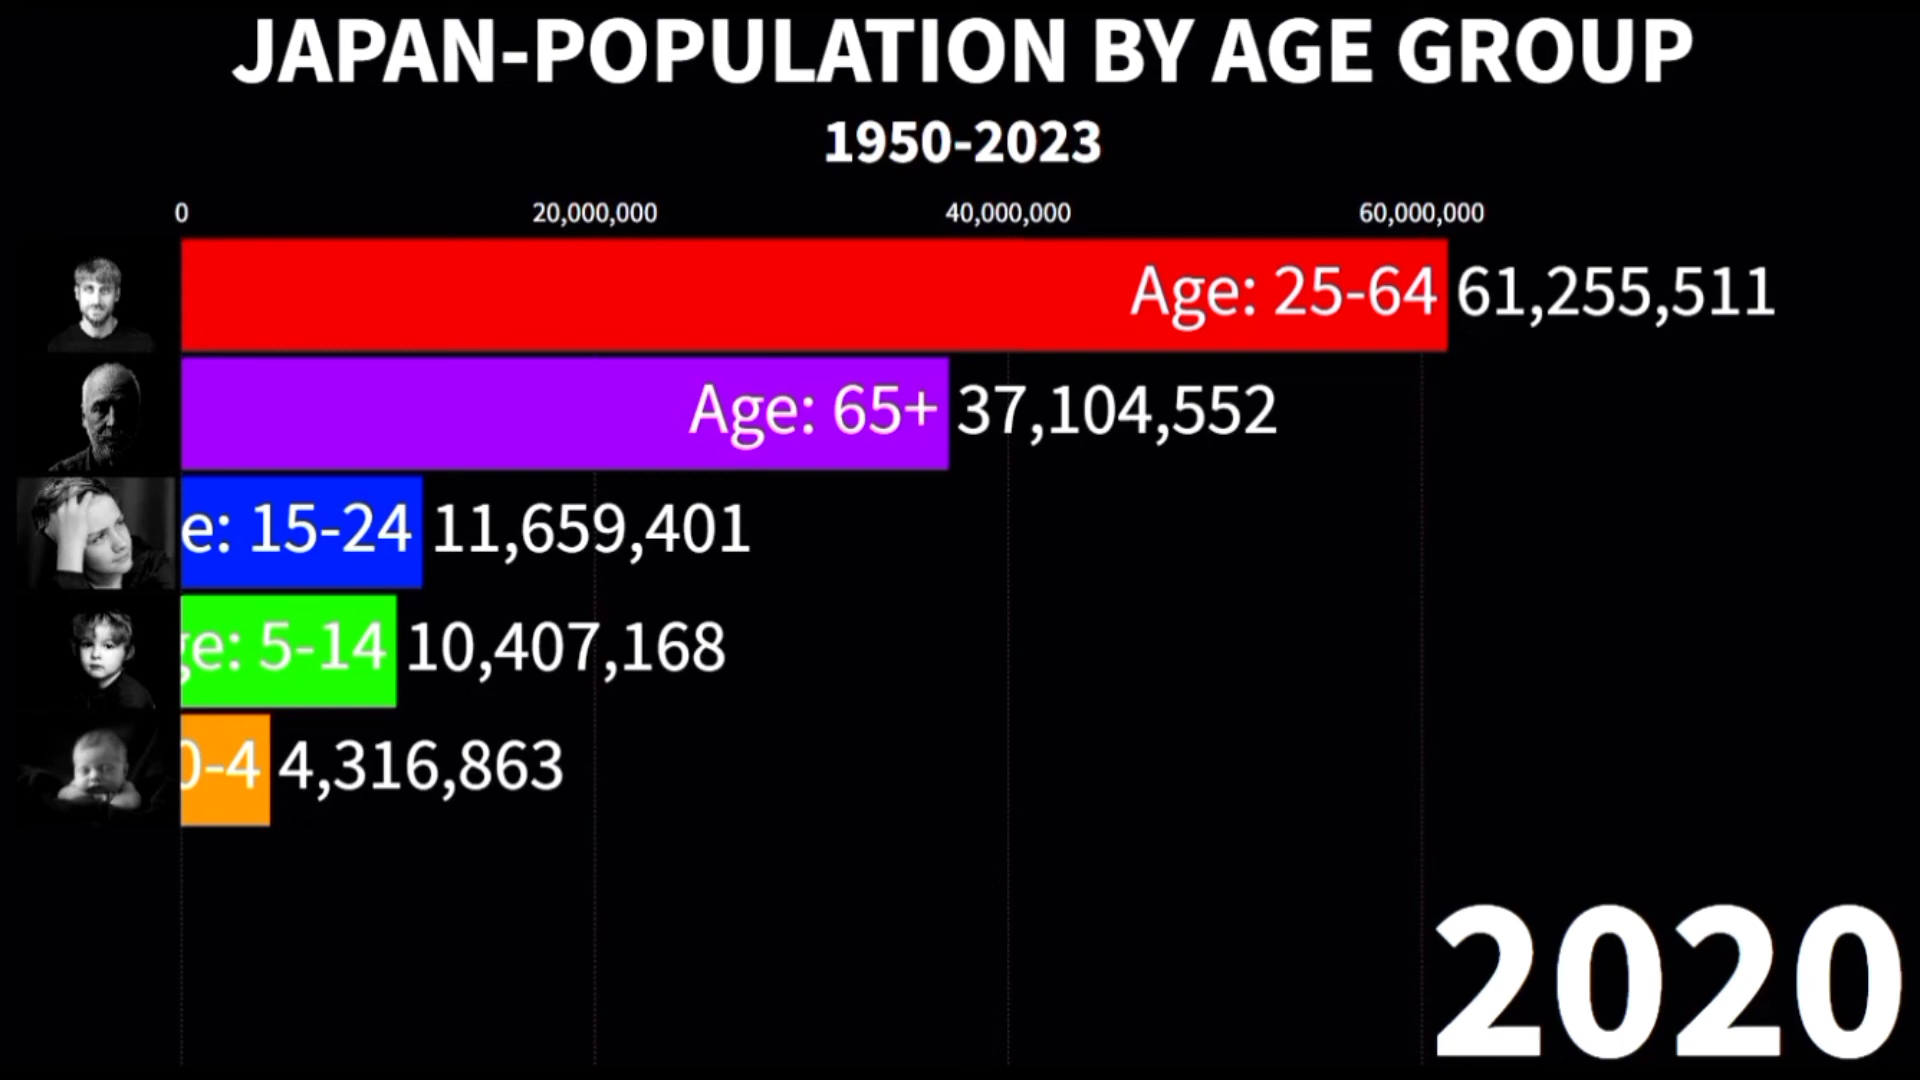 JAPAN-POPULATION BY AGE GROUP
1950-2023
0 20,000,000 40,000,000 60,000,000
Age: 25-64 61,255,511
Age: 65+ 37,104,552
e: 15-24 11,659,401
ge: 5-14 10,407,168
0-4 4,316,863
2020